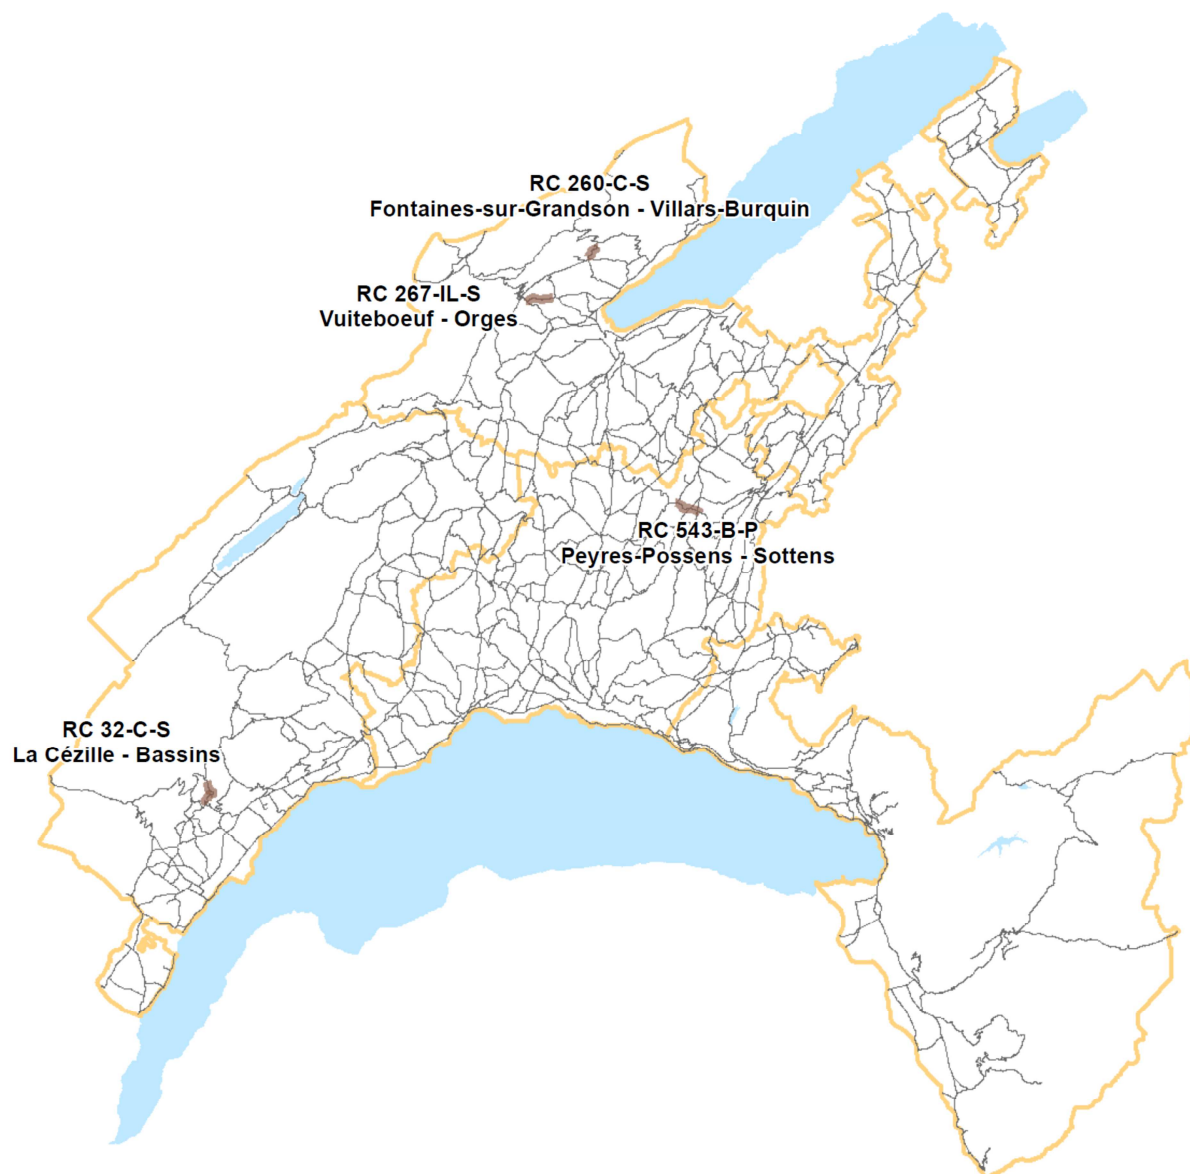 RC 260-C-S
Fontaines-sur-Grandson - Villars-Burquin
RC 267-IL-S
Vuiteboeuf - Orges
RC 543-B-P
Peyres-Possens - Sottens
RC 32-C-S
La Cézille - Bassins